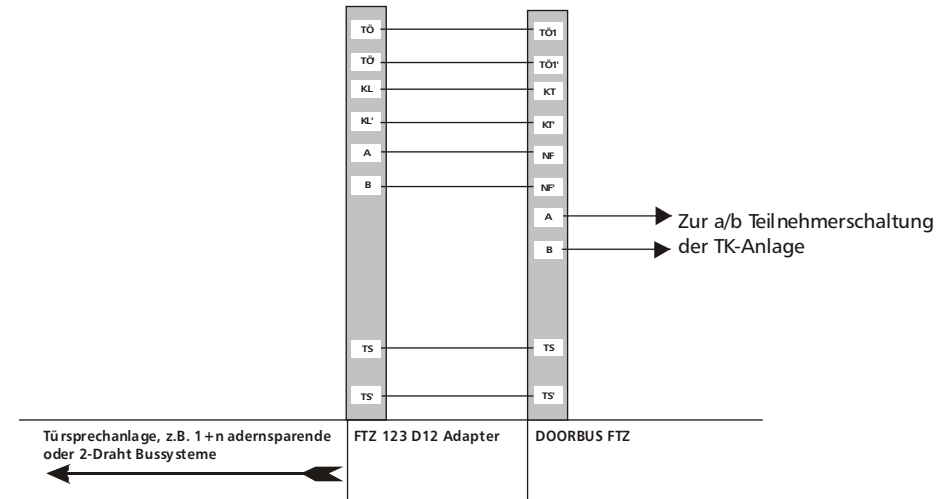 TÖ TÖ1
TÖ' TÖ1'
KL KT
KL' KT'
A NF
B NF'
A
Zur a/b Teilnehmerschaltung
B
der TK-Anlage
TS TS
TS' TS'
Türsprechanlage, z.B. 1+n adernsparende
oder 2-Draht Bussysteme
FTZ 123 D12 Adapter
DOORBUS FTZ